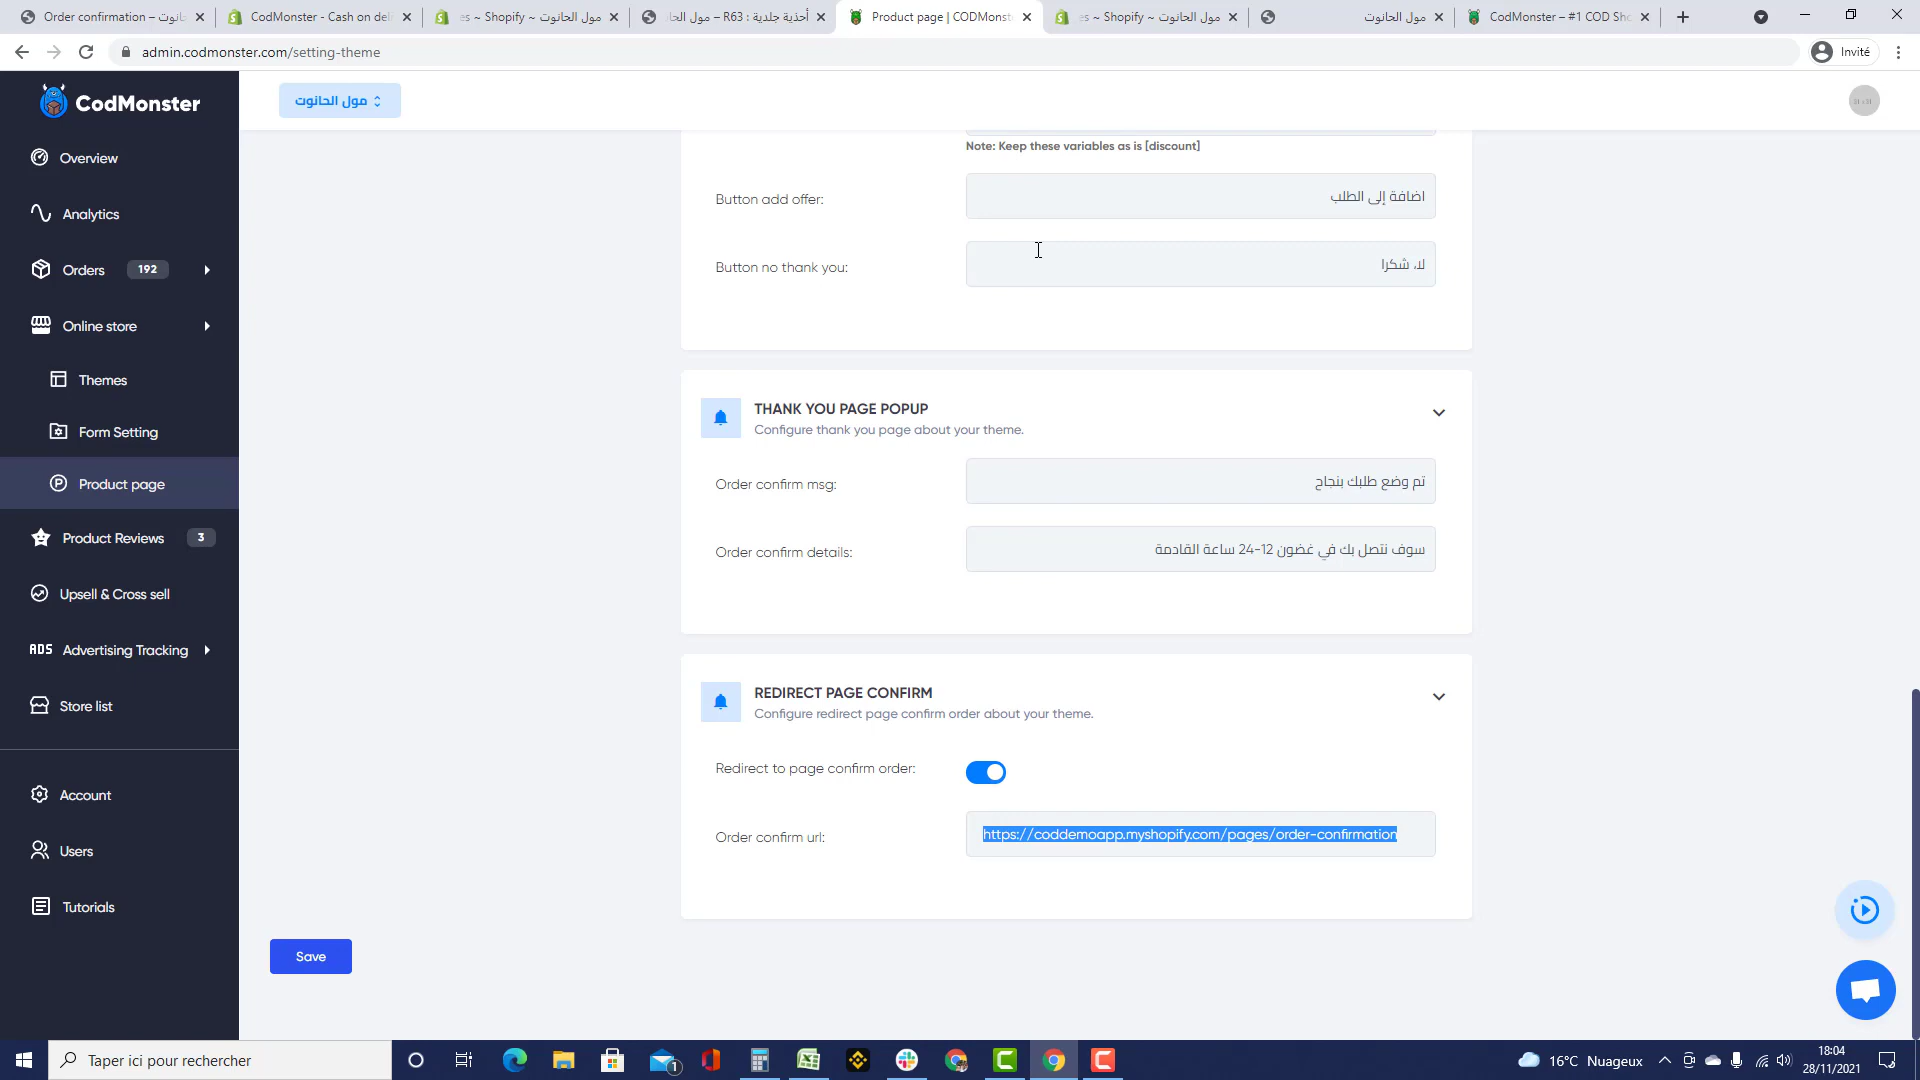 Order confirmation – مول الحانوت
CodMonster - Cash on deli
es ~ Shopify ~ مول الحانوت
أحذية جلدية : R63 – مول الحا
Product page | CODMonst
es ~ Shopify ~ مول الحانوت
مول الحانوت
CodMonster – #1 COD Sho
admin.codmonster.com/setting-theme
Invité
CodMonster
مول الحانوت
Overview
Analytics
Orders 192
Online store
Themes
Form Setting
Product page
Product Reviews 3
Upsell & Cross sell
ADS Advertising Tracking
Store list
Account
Users
Tutorials
Note: Keep these variables as is [discount]
Button add offer:
اضافة إلى الطلب
Button no thank you:
لا، شكرا
THANK YOU PAGE POPUP
Configure thank you page about your theme.
Order confirm msg:
تم وضع طلبك بنجاح
Order confirm details:
سوف نتصل بك في غضون 12-24 ساعة القادمة
REDIRECT PAGE CONFIRM
Configure redirect page confirm order about your theme.
Redirect to page confirm order:
Order confirm url:
https://coddemoapp.myshopify.com/pages/order-confirmation
Save
Taper ici pour rechercher
1
16°C Nuageux
18:04
28/11/2021